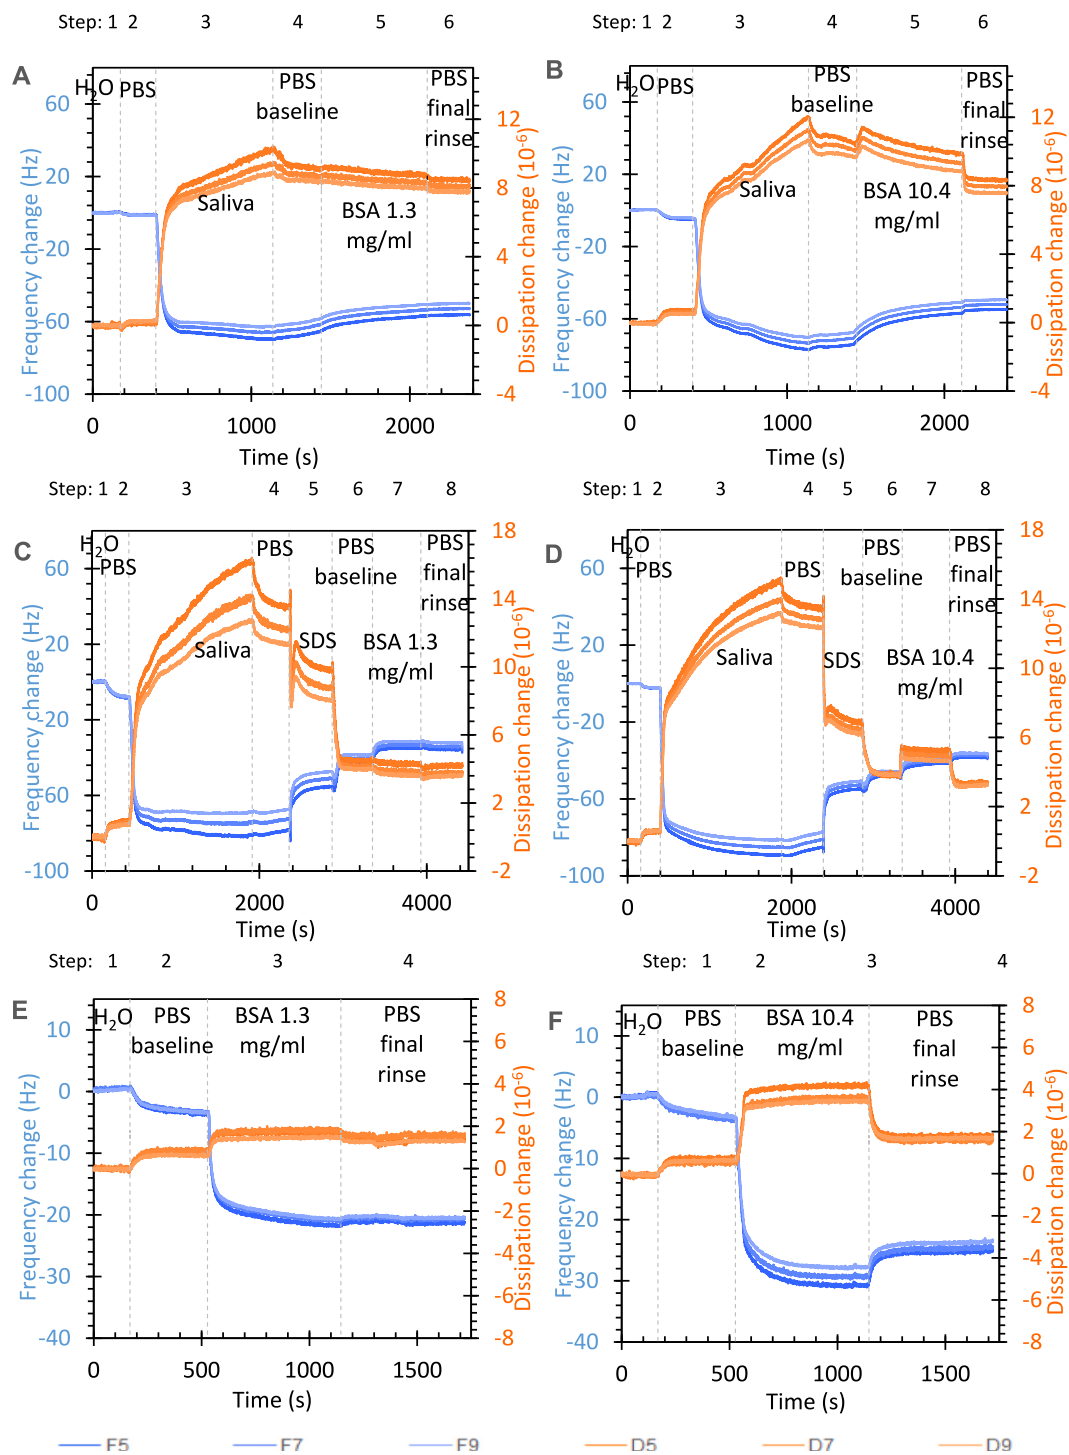 Step: 1 2 3 4 5 6
Step: 1 2 3 4 5 6
A
H2O
PBS
PBS
baseline
PBS
final
rinse
Saliva
BSA 1.3
mg/ml
60
20
-20
-60
-100
12
8
4
0
-4
0 1000 2000
Time (s)
Frequency change (Hz)
Dissipation change (10-6)
B
H2O
PBS
PBS
baseline
PBS
final
rinse
Saliva
BSA 10.4
mg/ml
60
20
-20
-60
-100
12
8
4
0
-4
0 1000 2000
Time (s)
Frequency change (Hz)
Dissipation change (10-6)
Step: 1 2 3 4 5 6 7 8
Step: 1 2 3 4 5 6 7 8
C
H2O
PBS
PBS
PBS
baseline
PBS
final
rinse
Saliva
SDS
BSA 1.3
mg/ml
60
20
-20
-60
-100
18
14
10
6
2
-2
0 2000 4000
Time (s)
Frequency change (Hz)
Dissipation change (10-6)
D
H2O
PBS
PBS
PBS
baseline
PBS
final
rinse
Saliva
SDS
BSA 10.4
mg/ml
60
20
-20
-60
-100
18
14
10
6
2
-2
0 2000 4000
Time (s)
Frequency change (Hz)
Dissipation change (10-6)
Step: 1 2 3 4
Step: 1 2 3 4
E
H2O
PBS
baseline
BSA 1.3
mg/ml
PBS
final
rinse
10
0
-10
-20
-30
-40
8
6
4
2
0
-2
-4
-6
-8
0 500 1000 1500
Time (s)
Frequency change (Hz)
Dissipation change (10-6)
F
H2O
PBS
baseline
BSA 10.4
mg/ml
PBS
final
rinse
10
0
-10
-20
-30
-40
8
6
4
2
0
-2
-4
-6
-8
0 500 1000 1500
Time (s)
Frequency change (Hz)
Dissipation change (10-6)
F5 F7 F9 D5 D7 D9